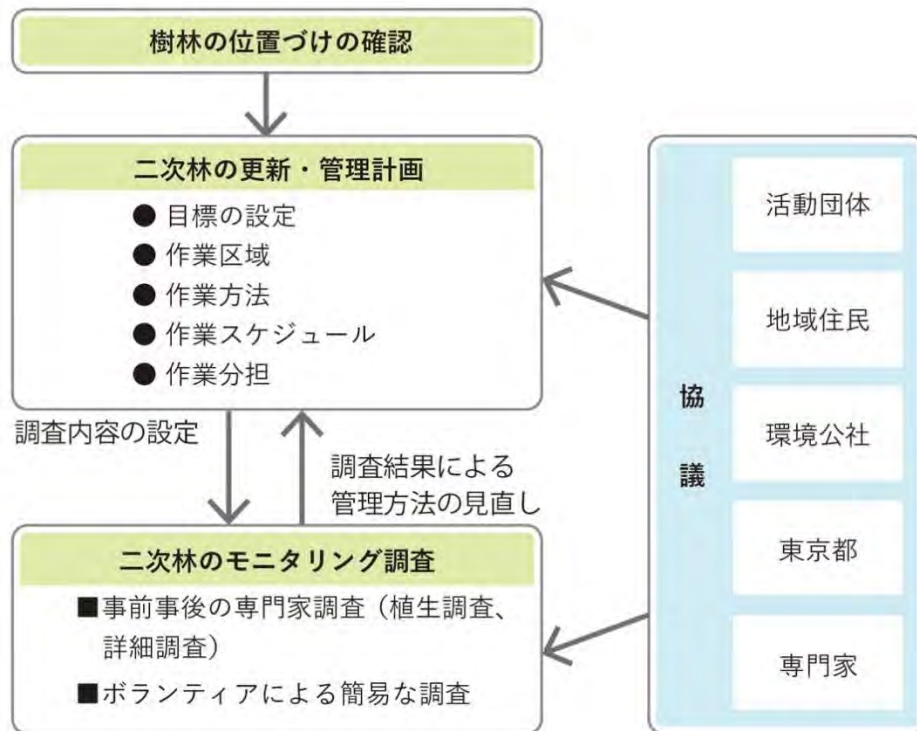 樹林の位置づけの確認
二次林の更新・管理計画
● 目標の設定
● 作業区域
● 作業方法
● 作業スケジュール
● 作業分担
調査内容の設定
調査結果による
管理方法の見直し
二次林のモニタリング調査
■事前事後の専門家調査（植生調査、
詳細調査）
■ボランティアによる簡易な調査
協議
活動団体
地域住民
環境公社
東京都
専門家